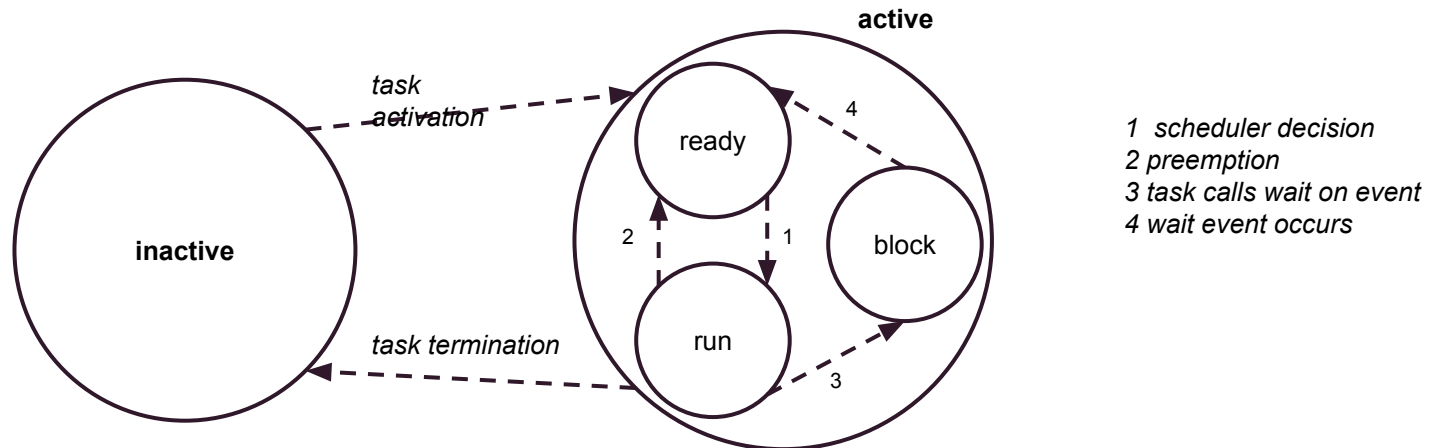 active
task
activation
ready
4
1 scheduler decision
2 preemption
3 task calls wait on event
4 wait event occurs
inactive
2
1
block
task termination
run
3